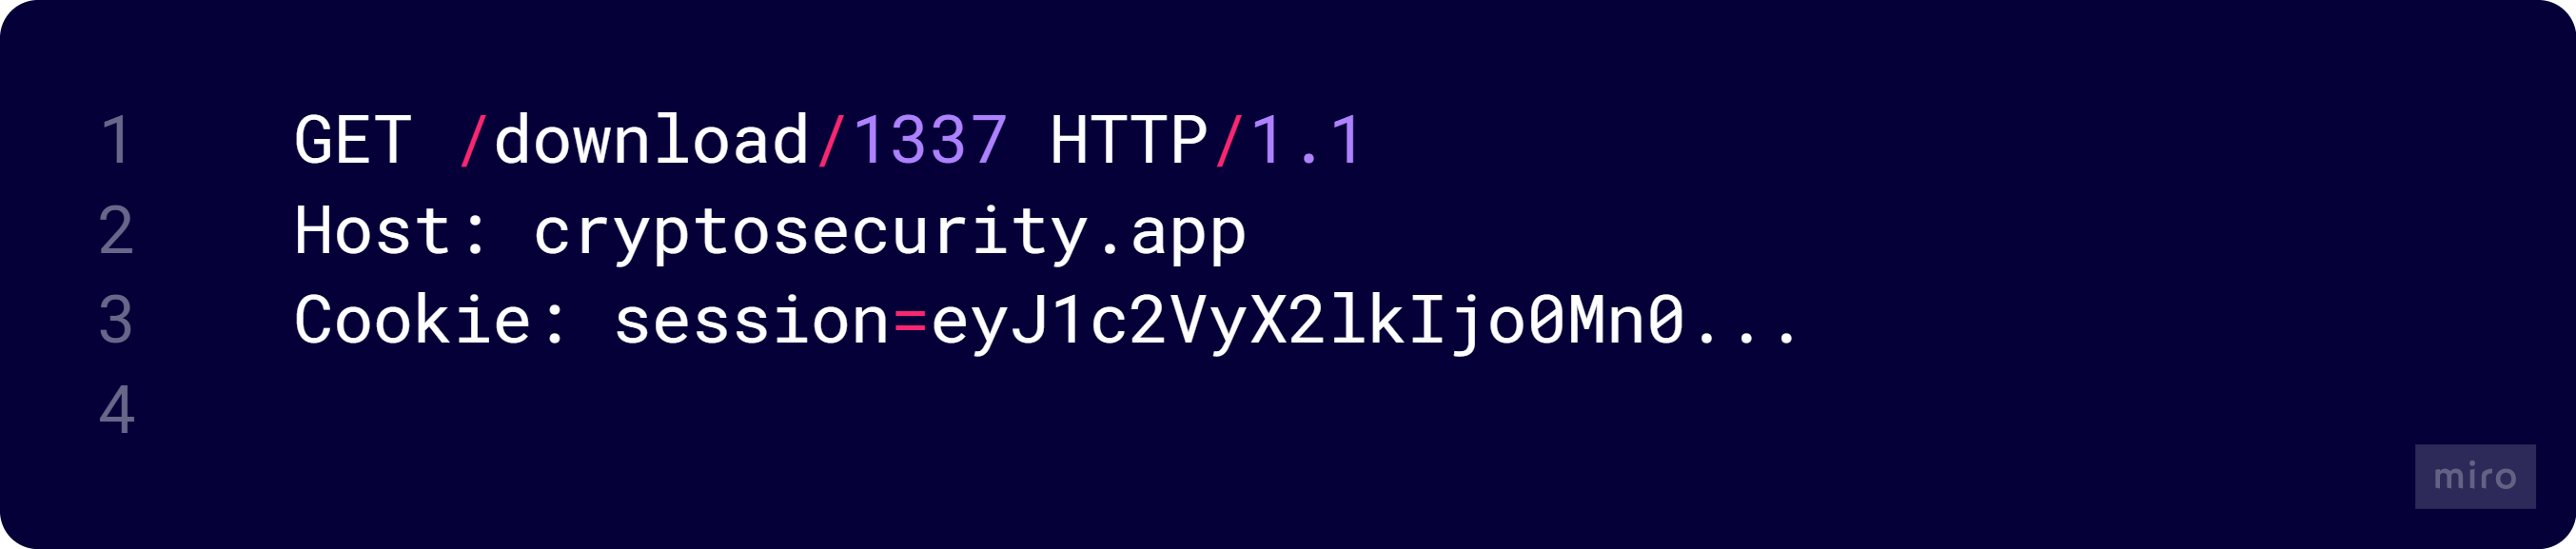 1 GET /download/1337 HTTP/1.1
2 Host: cryptosecurity.app
3 Cookie: session=eyJ1c2VyX2lkIjo0Mn0...
4
miro